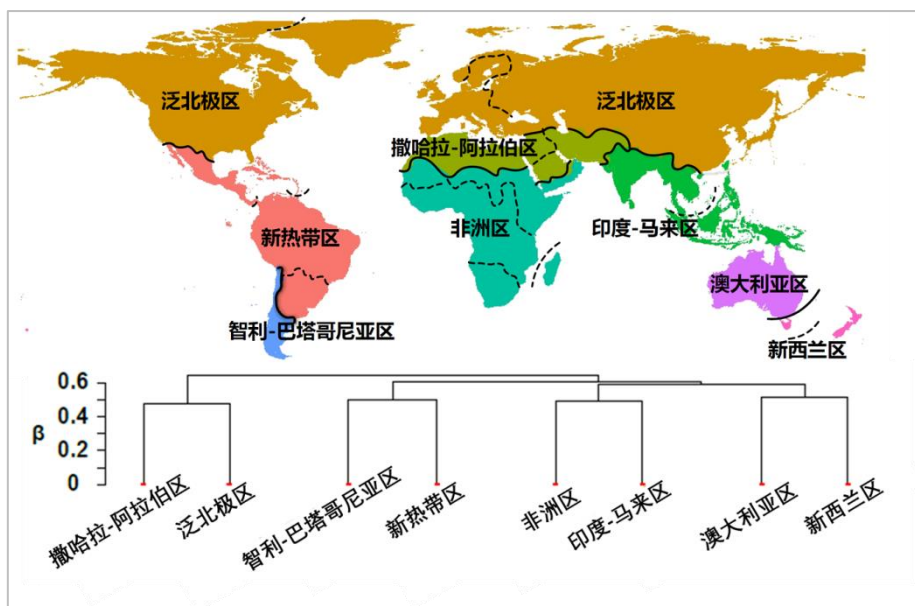 泛北极区
泛北极区
撒哈拉-阿拉伯区
新热带区
非洲区
印度-马来区
澳大利亚区
智利-巴塔哥尼亚区
新西兰区
0.6
0.4
β
0.2
0
撒哈拉-阿拉伯区
泛北极区
智利-巴塔哥尼亚区
新热带区
非洲区
印度-马来区
澳大利亚区
新西兰区